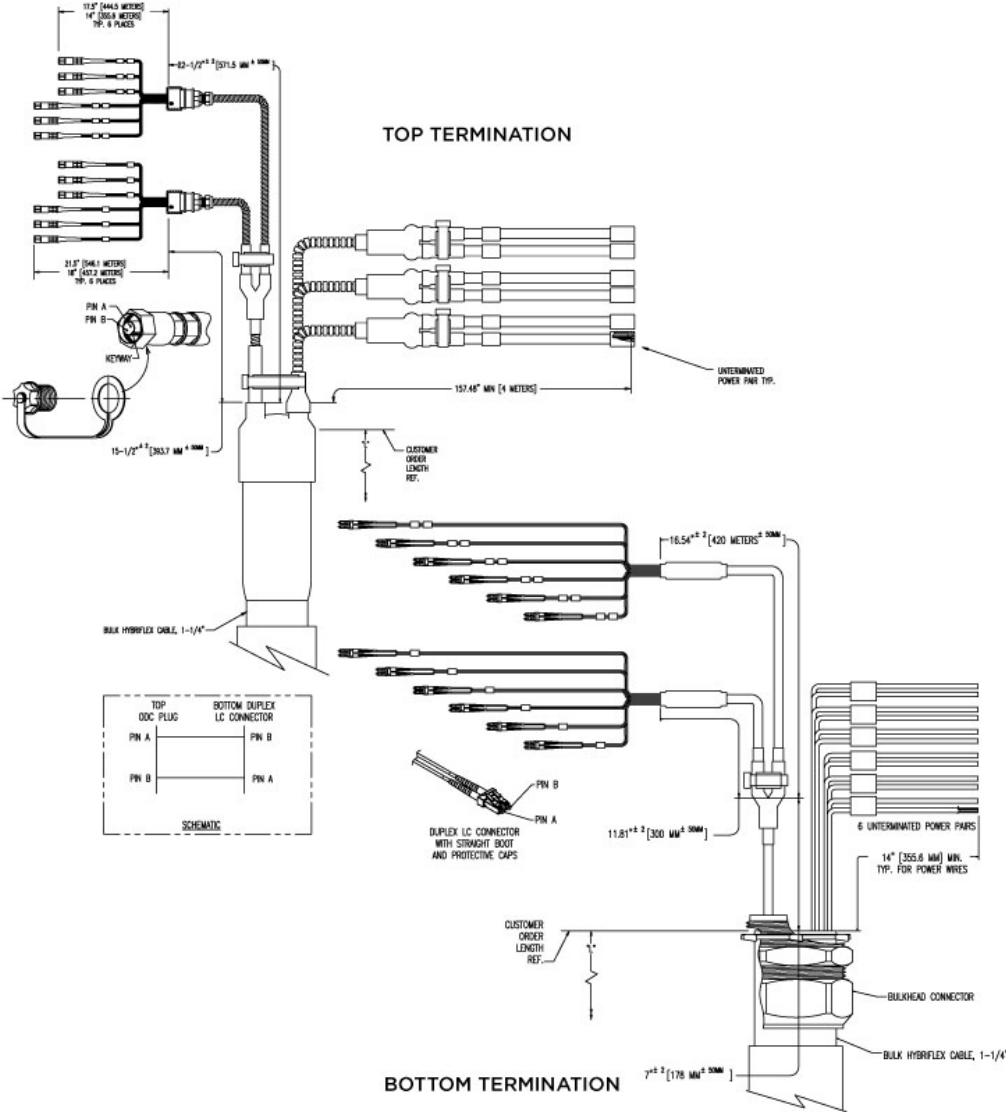 17.5" [444.5 METERS]
14" [355.6 METERS]
TYP. 6 PLACES
22-1/2"± 2 [571.5 MM ± 50MM ]
TOP TERMINATION
21.5" [546.1 METERS]
18" [457.2 METERS]
TYP. 6 PLACES
PIN A
PIN B
KEYWAY
UNTERMINATED
POWER PAIR TYP.
157.48" MIN [4 METERS]
15-1/2"± 2 [393.7 MM ± 50MM ]
CUSTOMER
ORDER
LENGTH
REF.
"L"
16.54"± 2 [420 METERS± 50MM ]
BULK HYBRIFLEX CABLE, 1-1/4"
TOP
ODC PLUG
BOTTOM DUPLEX
LC CONNECTOR
PIN A
PIN B
PIN B
PIN A
SCHEMATIC
PIN B
PIN A
DUPLEX LC CONNECTOR
WITH STRAIGHT BOOT
AND PROTECTIVE CAPS
11.81"± 2 [300 MM± 50MM ]
6 UNTERMINATED POWER PAIRS
14" [355.6 MM] MIN.
TYP. FOR POWER WIRES
CUSTOMER
ORDER
LENGTH
REF.
"L"
BULKHEAD CONNECTOR
BULK HYBRIFLEX CABLE, 1-1/4"
7"± 2 [178 MM± 50MM ]
BOTTOM TERMINATION